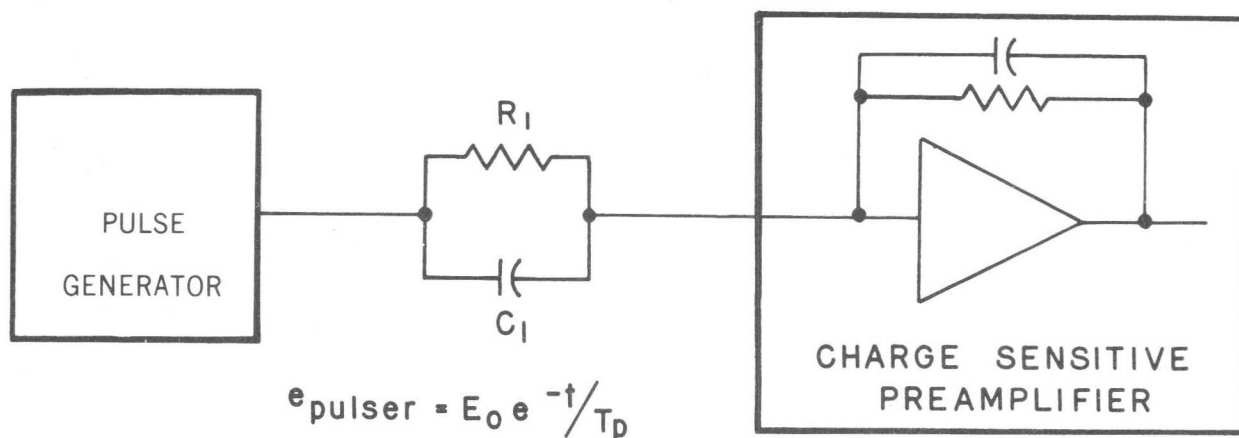 PULSE
GENERATOR
R1
C1
e pulser = E0 e -t/TD
CHARGE SENSITIVE
PREAMPLIFIER